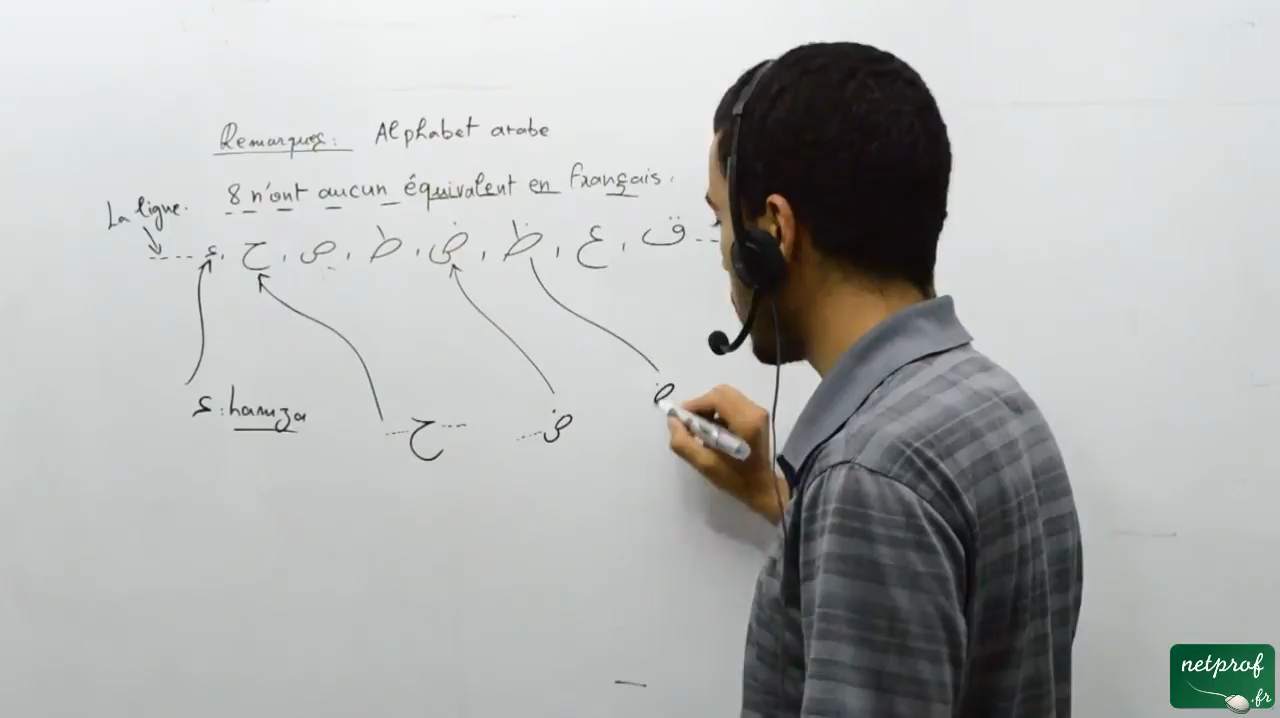 Remarques : Alphabet arabe
8 n'ont aucun équivalent en français.
La ligne.
ء, ح, ص, ط, ض, ظ, ع, ق
ء : hamza
ح
ض
netprof
.fr